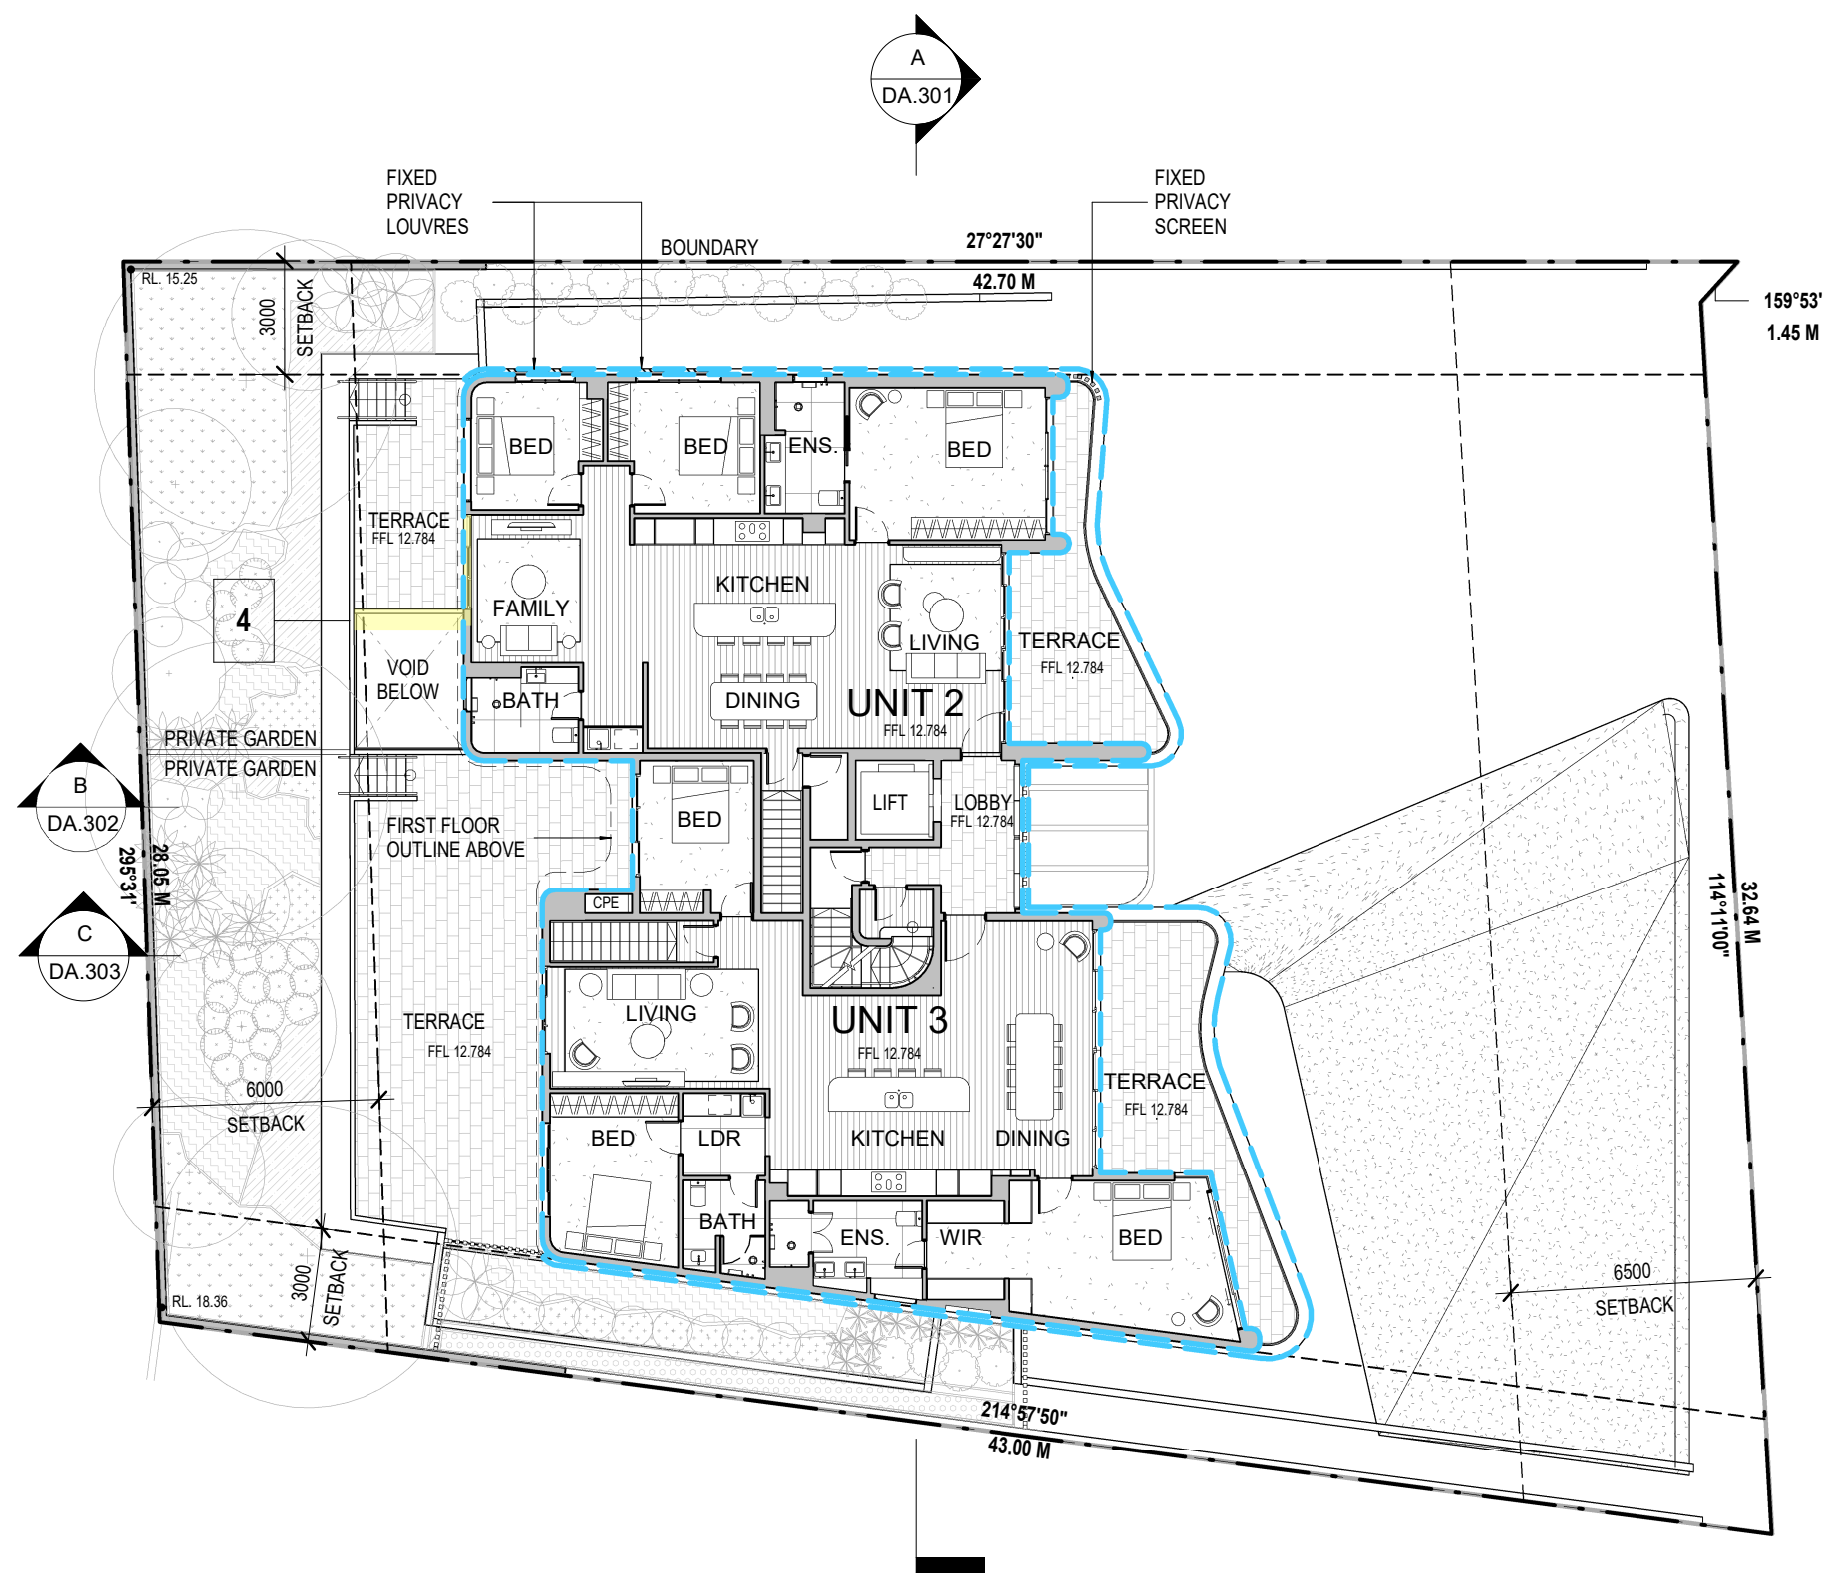 A
DA.301
FIXED
PRIVACY
LOUVRES
FIXED
PRIVACY
SCREEN
BOUNDARY
27°27'30"
42.70 M
RL. 15.25
3000
SETBACK
159°53'
1.45 M
BED
BED
ENS.
BED
TERRACE
FFL 12.784
KITCHEN
FAMILY
4
LIVING
TERRACE
FFL 12.784
VOID
BELOW
BATH
DINING
UNIT 2
FFL 12.784
PRIVATE GARDEN
PRIVATE GARDEN
B
DA.302
LIFT
LOBBY
FFL 12.784
BED
FIRST FLOOR
OUTLINE ABOVE
28.05 M
295°31'
CPE
C
DA.303
32.64 M
114°11'00"
LIVING
UNIT 3
FFL 12.784
TERRACE
FFL 12.784
TERRACE
FFL 12.784
6000
SETBACK
BED
LDR
KITCHEN
DINING
BATH
ENS.
WIR
BED
3000
SETBACK
RL. 18.36
6500
SETBACK
214°57'50"
43.00 M